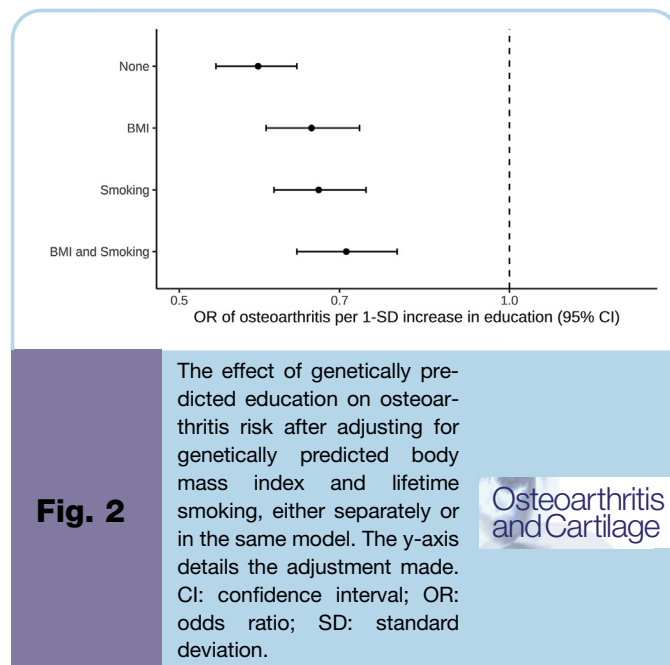 None
BMI
Smoking
BMI and Smoking
0.5 0.7 1.0
OR of osteoarthritis per 1-SD increase in education (95% CI)
Fig. 2
The effect of genetically pre-
dicted education on osteoar-
thritis risk after adjusting for
genetically predicted body
mass index and lifetime
smoking, either separately or
in the same model. The y-axis
details the adjustment made.
CI: confidence interval; OR:
odds ratio; SD: standard
deviation.
Osteoarthritis
and Cartilage